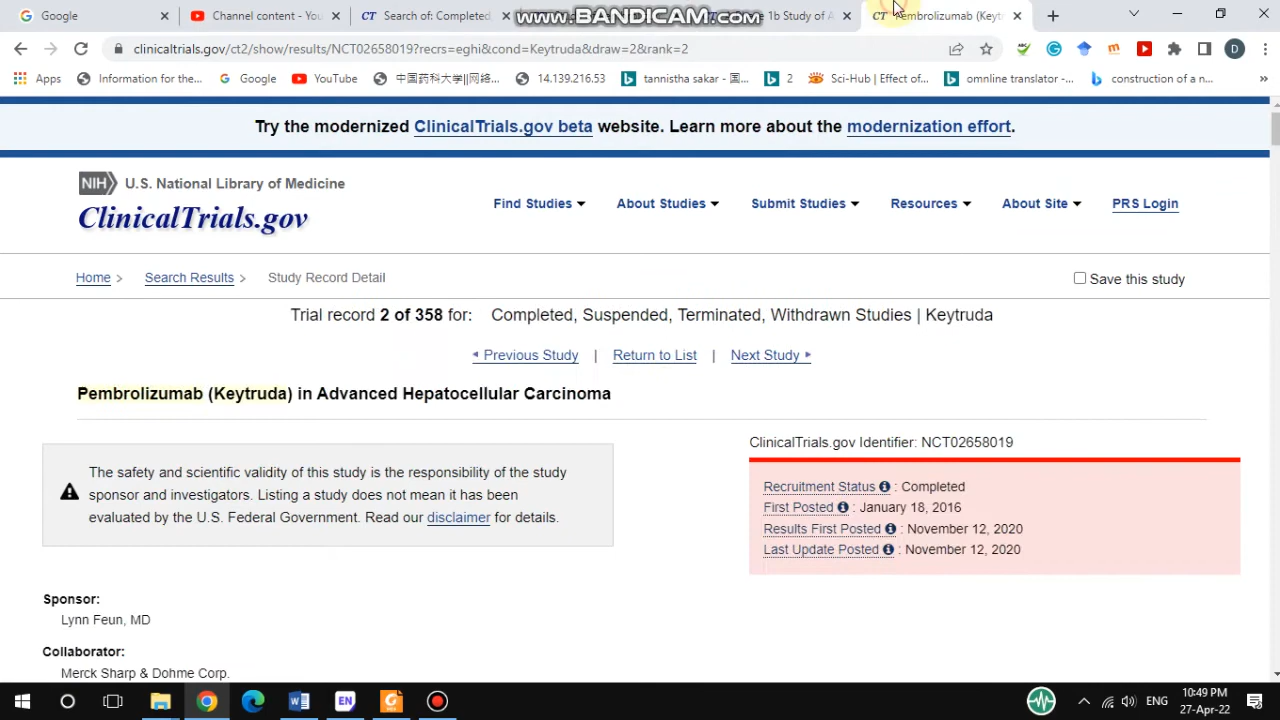 Google
Channel content - You
CT Search of: Completed
1b Study of A
CT Pembrolizumab (Keytr
www.BANDICAM.com
clinicaltrials.gov/ct2/show/results/NCT02658019?recrs=eghi&cond=Keytruda&draw=2&rank=2
D
Apps Information for the... Google YouTube 中国药科大学||网络... 14.139.216.53 tannistha sakar - 国... 2 Sci-Hub | Effect of... omnline translator -... construction of a n... »
Try the modernized ClinicalTrials.gov beta website. Learn more about the modernization effort.
NIH U.S. National Library of Medicine
ClinicalTrials.gov
Find Studies About Studies Submit Studies Resources About Site PRS Login
Home > Search Results > Study Record Detail
Save this study
Trial record 2 of 358 for: Completed, Suspended, Terminated, Withdrawn Studies | Keytruda
Previous Study | Return to List | Next Study
Pembrolizumab (Keytruda) in Advanced Hepatocellular Carcinoma
The safety and scientific validity of this study is the responsibility of the study
sponsor and investigators. Listing a study does not mean it has been
evaluated by the U.S. Federal Government. Read our disclaimer for details.
ClinicalTrials.gov Identifier: NCT02658019
Recruitment Status : Completed
First Posted : January 18, 2016
Results First Posted : November 12, 2020
Last Update Posted : November 12, 2020
Sponsor:
Lynn Feun, MD
Collaborator:
Merck Sharp & Dohme Corp.
EN
ENG
10:49 PM
27-Apr-22